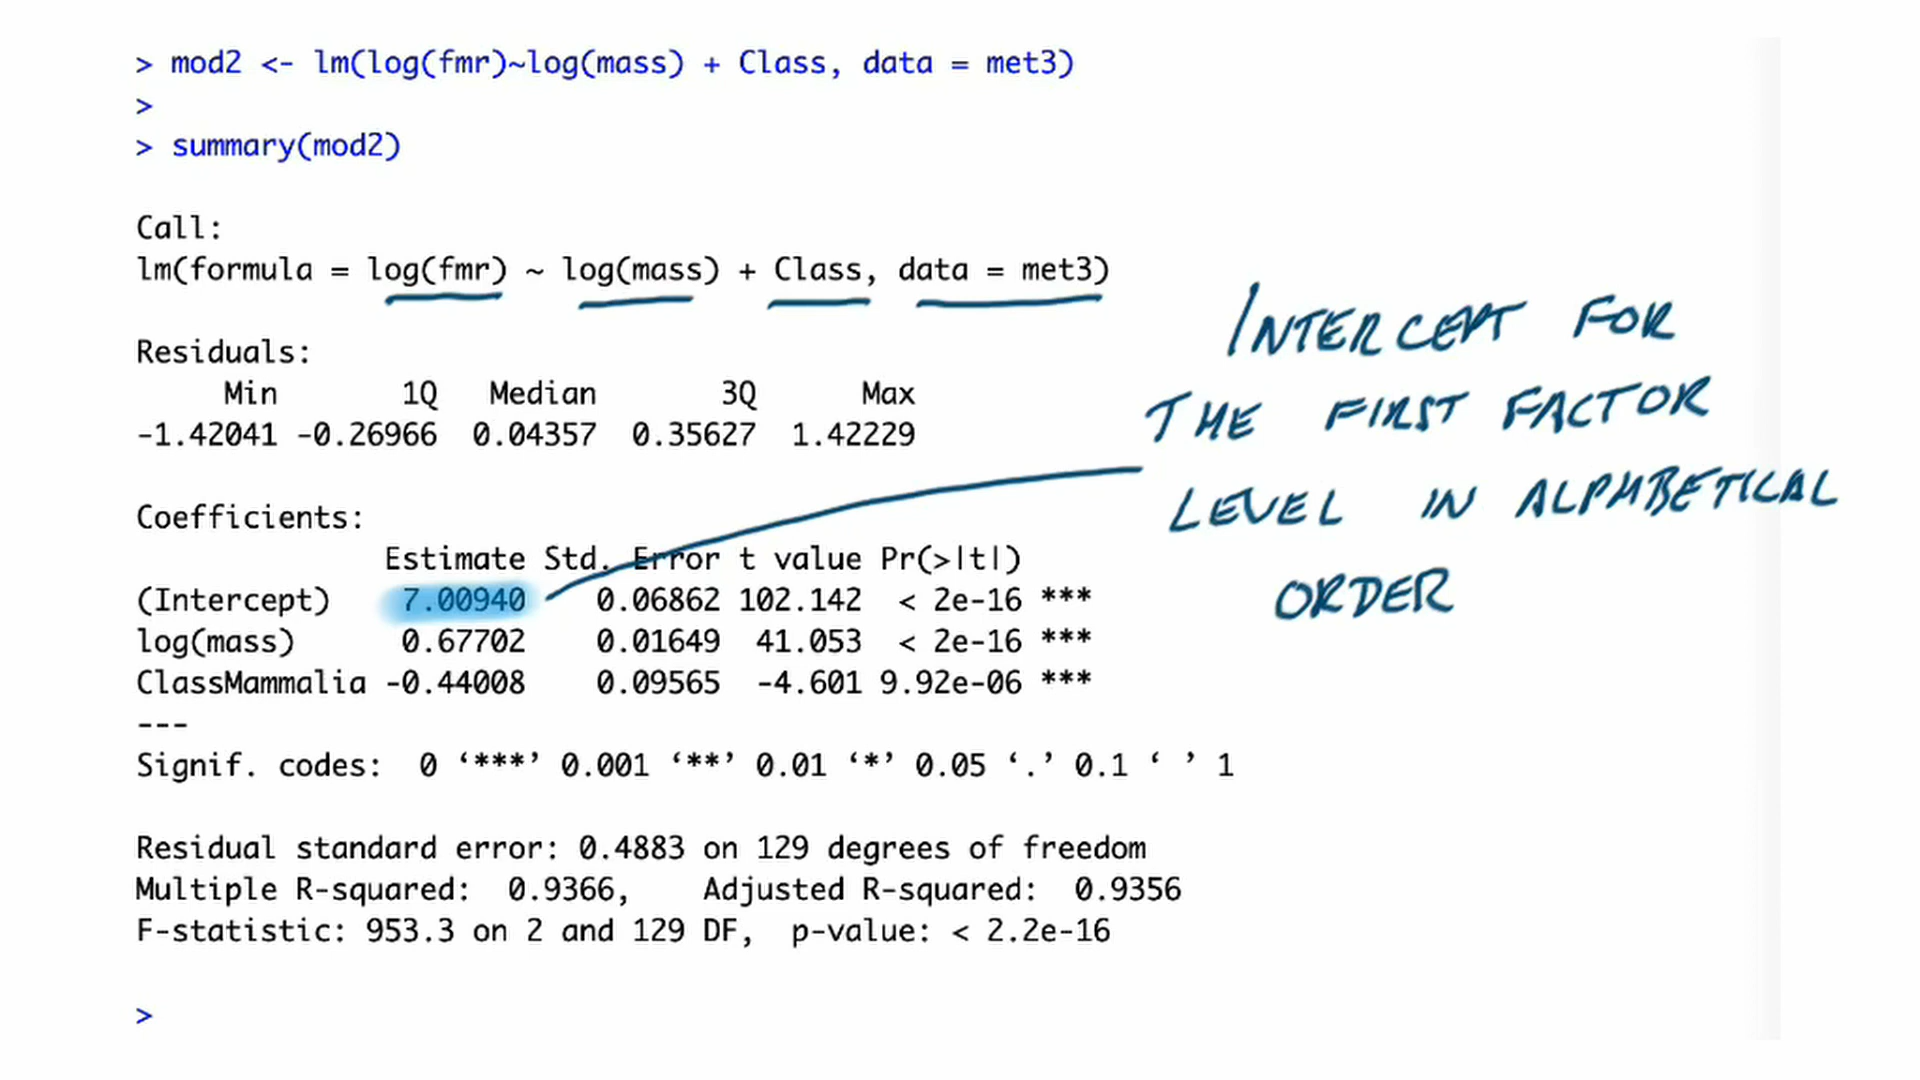 > mod2 <- lm(log(fmr)~log(mass) + Class, data = met3)
>
> summary(mod2)
Call:
lm(formula = log(fmr) ~ log(mass) + Class, data = met3)
Residuals:
Min 1Q Median 3Q Max
-1.42041 -0.26966 0.04357 0.35627 1.42229
Coefficients:
Estimate Std. Error t value Pr(>|t|)
(Intercept) 7.00940 0.06862 102.142 < 2e-16 ***
log(mass) 0.67702 0.01649 41.053 < 2e-16 ***
ClassMammalia -0.44008 0.09565 -4.601 9.92e-06 ***
---
Signif. codes: 0 ‘***’ 0.001 ‘**’ 0.01 ‘*’ 0.05 ‘.’ 0.1 ‘ ’ 1
Residual standard error: 0.4883 on 129 degrees of freedom
Multiple R-squared: 0.9366, Adjusted R-squared: 0.9356
F-statistic: 953.3 on 2 and 129 DF, p-value: < 2.2e-16
>
INTERCEPT FOR
THE FIRST FACTOR
LEVEL IN ALPHBETICAL
ORDER